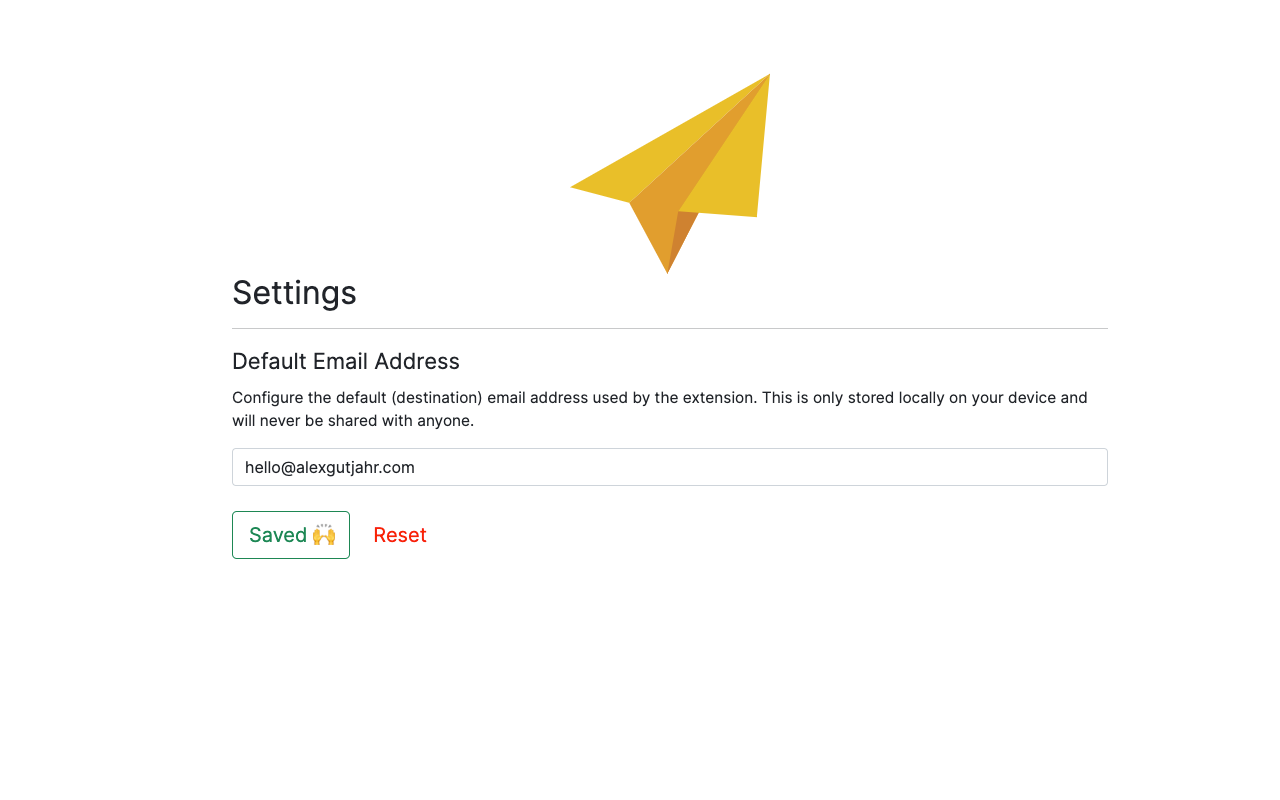 Settings
Default Email Address
Configure the default (destination) email address used by the extension. This is only stored locally on your device and
will never be shared with anyone.
hello@alexgutjahr.com
Saved 🙌 Reset